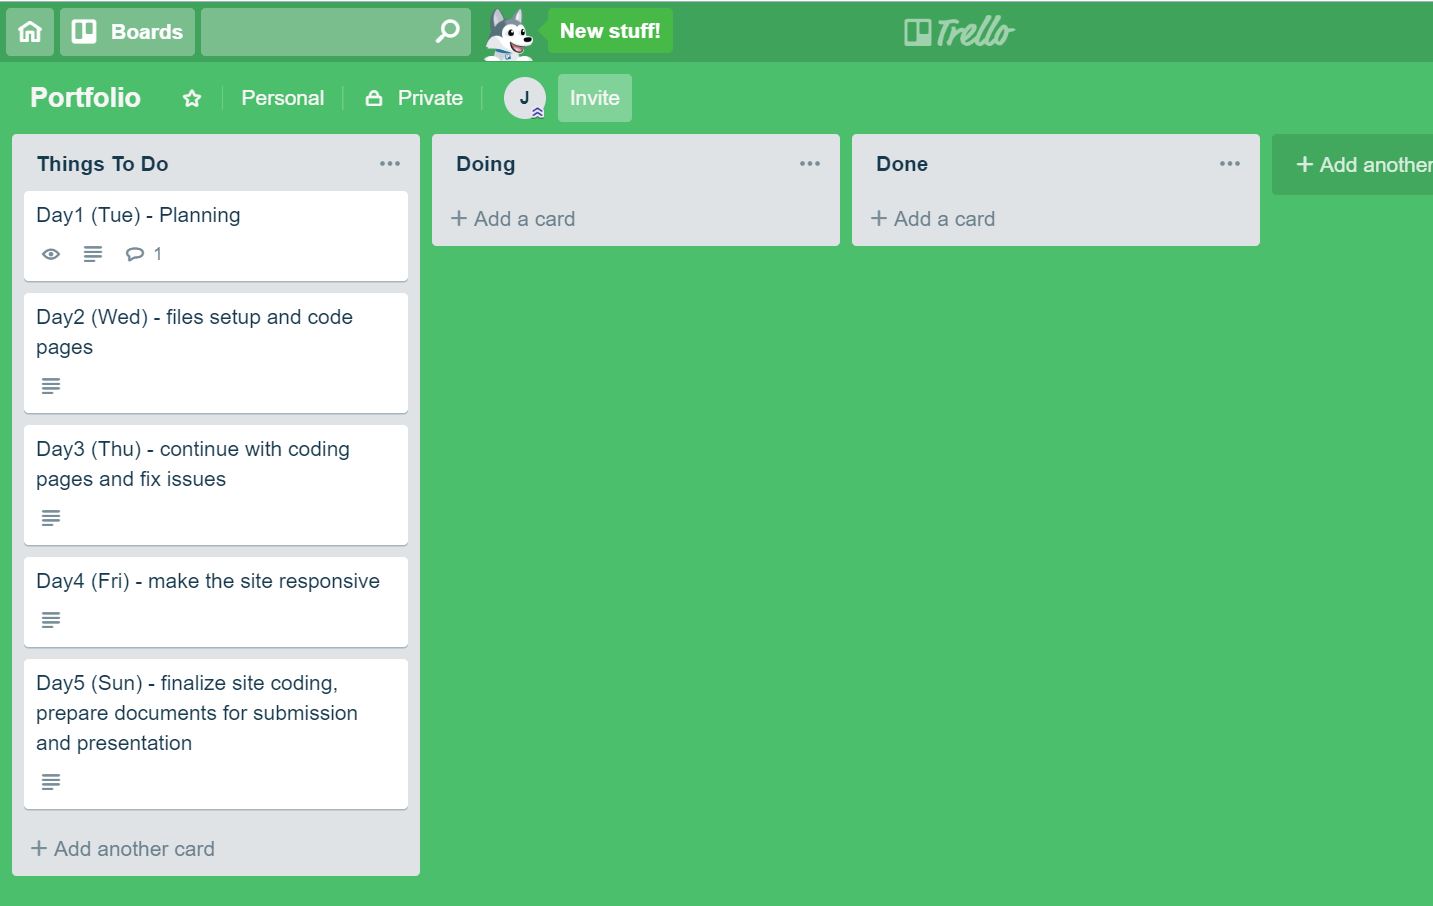 Boards
New stuff!
Trello
Portfolio
Personal
Private
J
Invite
Things To Do
Day1 (Tue) - Planning
1
Day2 (Wed) - files setup and code
pages
Day3 (Thu) - continue with coding
pages and fix issues
Day4 (Fri) - make the site responsive
Day5 (Sun) - finalize site coding,
prepare documents for submission
and presentation
+ Add another card
Doing
+ Add a card
Done
+ Add a card
+ Add another